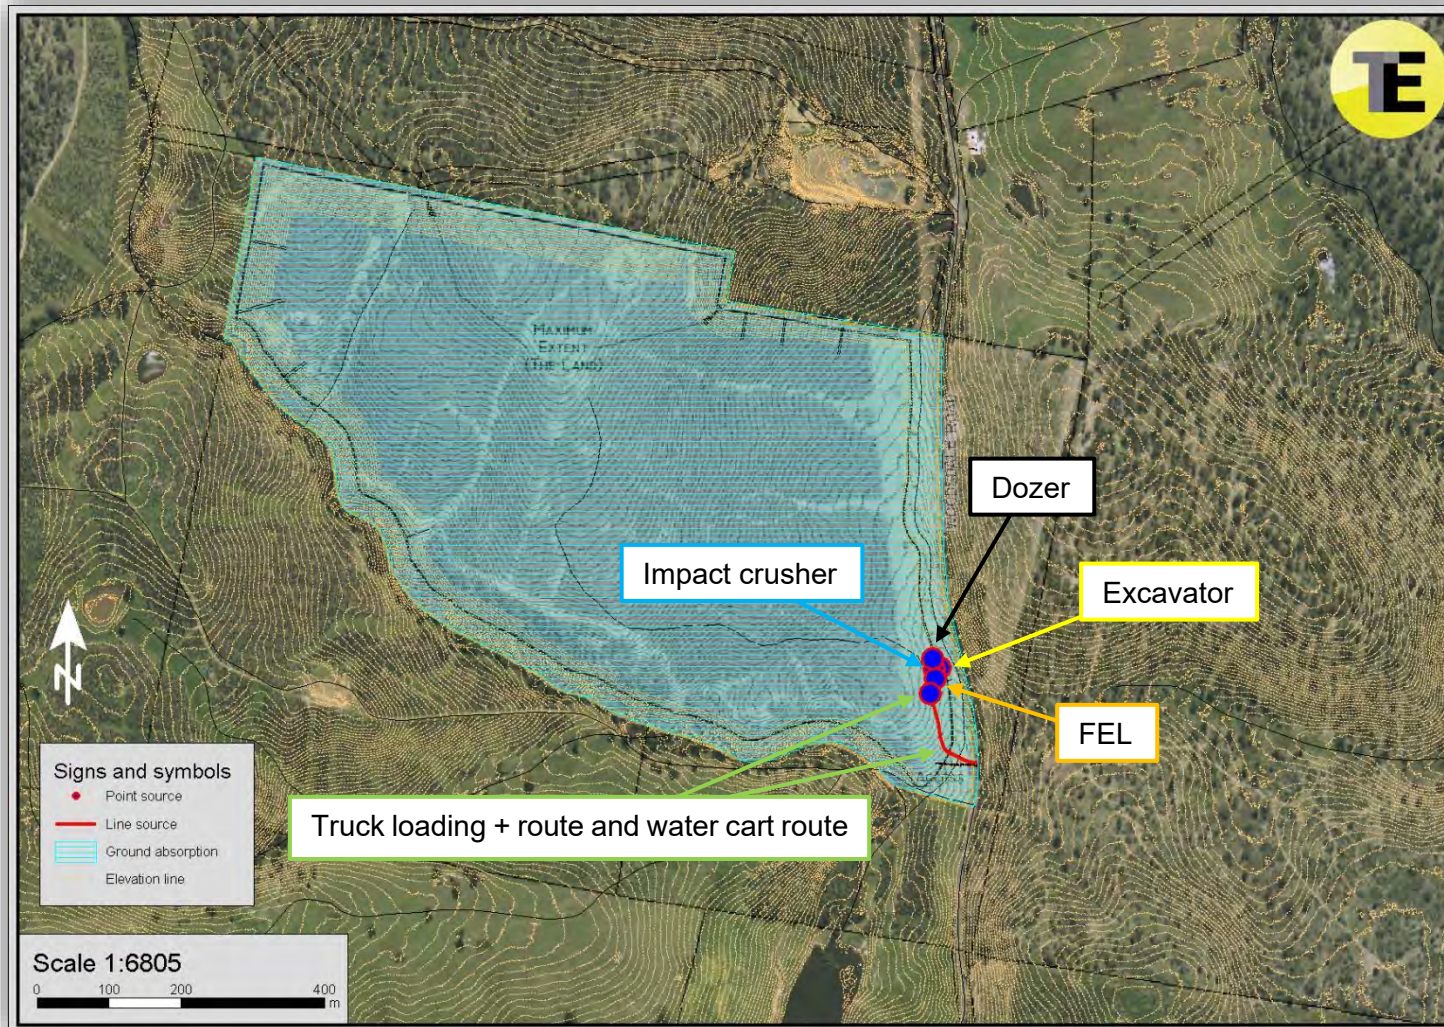 TE
MAXIMUM
EXTENT
(THE LAND)
Dozer
Impact crusher
Excavator
FEL
N
Truck loading + route and water cart route
Signs and symbols
Point source
Line source
Ground absorption
Elevation line
Scale 1:6805
0 100 200 400
m